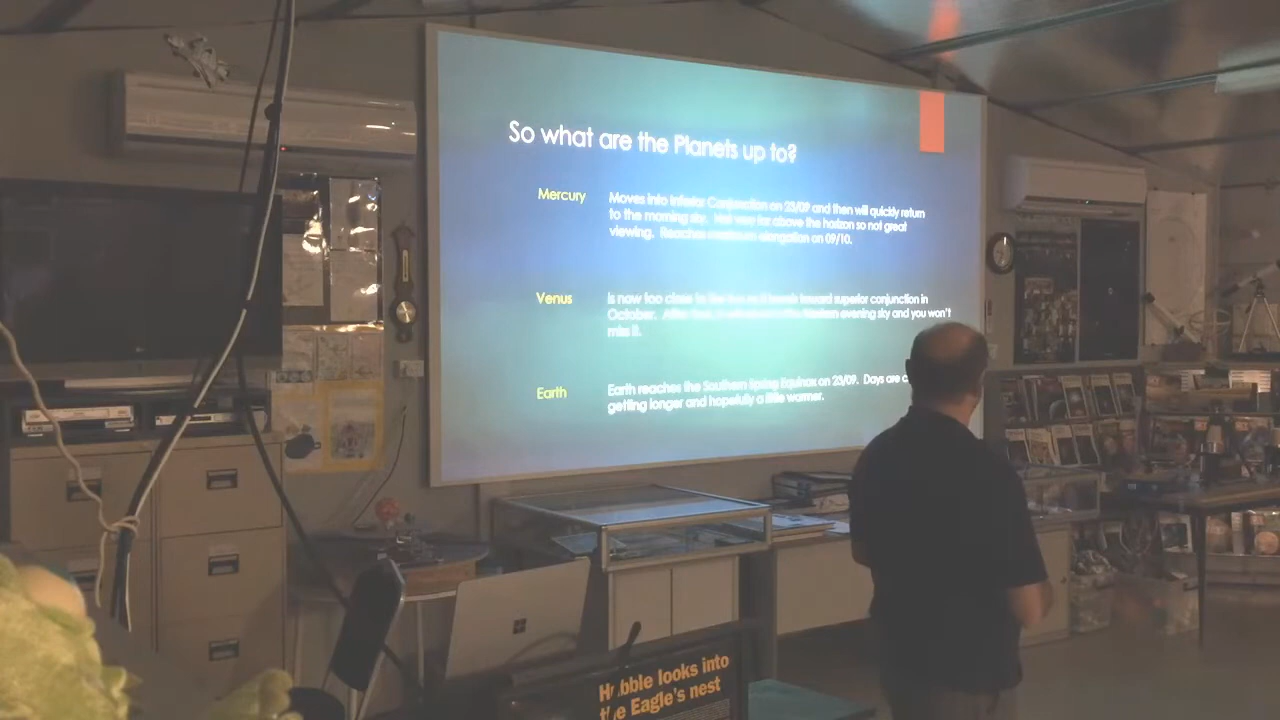 So what are the Planets up to?
Mercury
Moves into Inferior Conjunction on 23/09 and then will quickly return
to the morning sky. Not very far above the horizon so not great
viewing. Reaches maximum elongation on 09/10.
Venus
is now too close to the Sun as it heads toward superior conjunction in
October. After that, it will return to the Western evening sky and you won't
miss it.
Earth
Earth reaches the Southern Spring Equinox on 23/09. Days are
getting longer and hopefully a little warmer.
Hubble looks into
the Eagle's nest